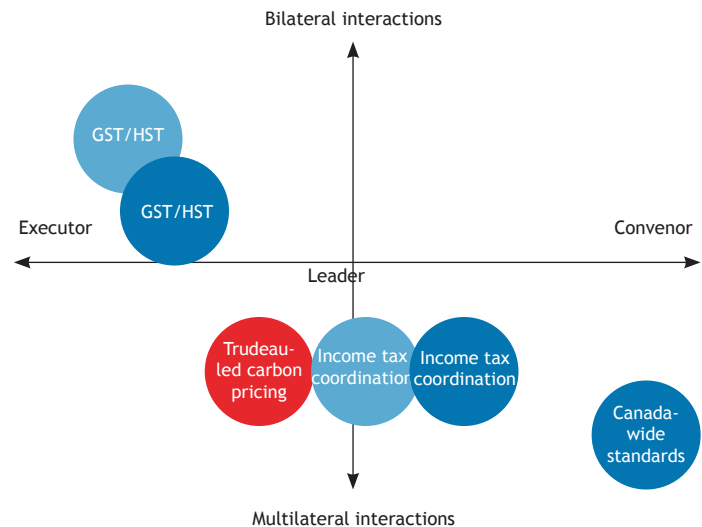 Bilateral interactions
GST/HST
GST/HST
Executor
Convenor
Leader
Trudeau-
led carbon
pricing
Income tax
coordination
Income tax
coordination
Canada-
wide
standards
Multilateral interactions